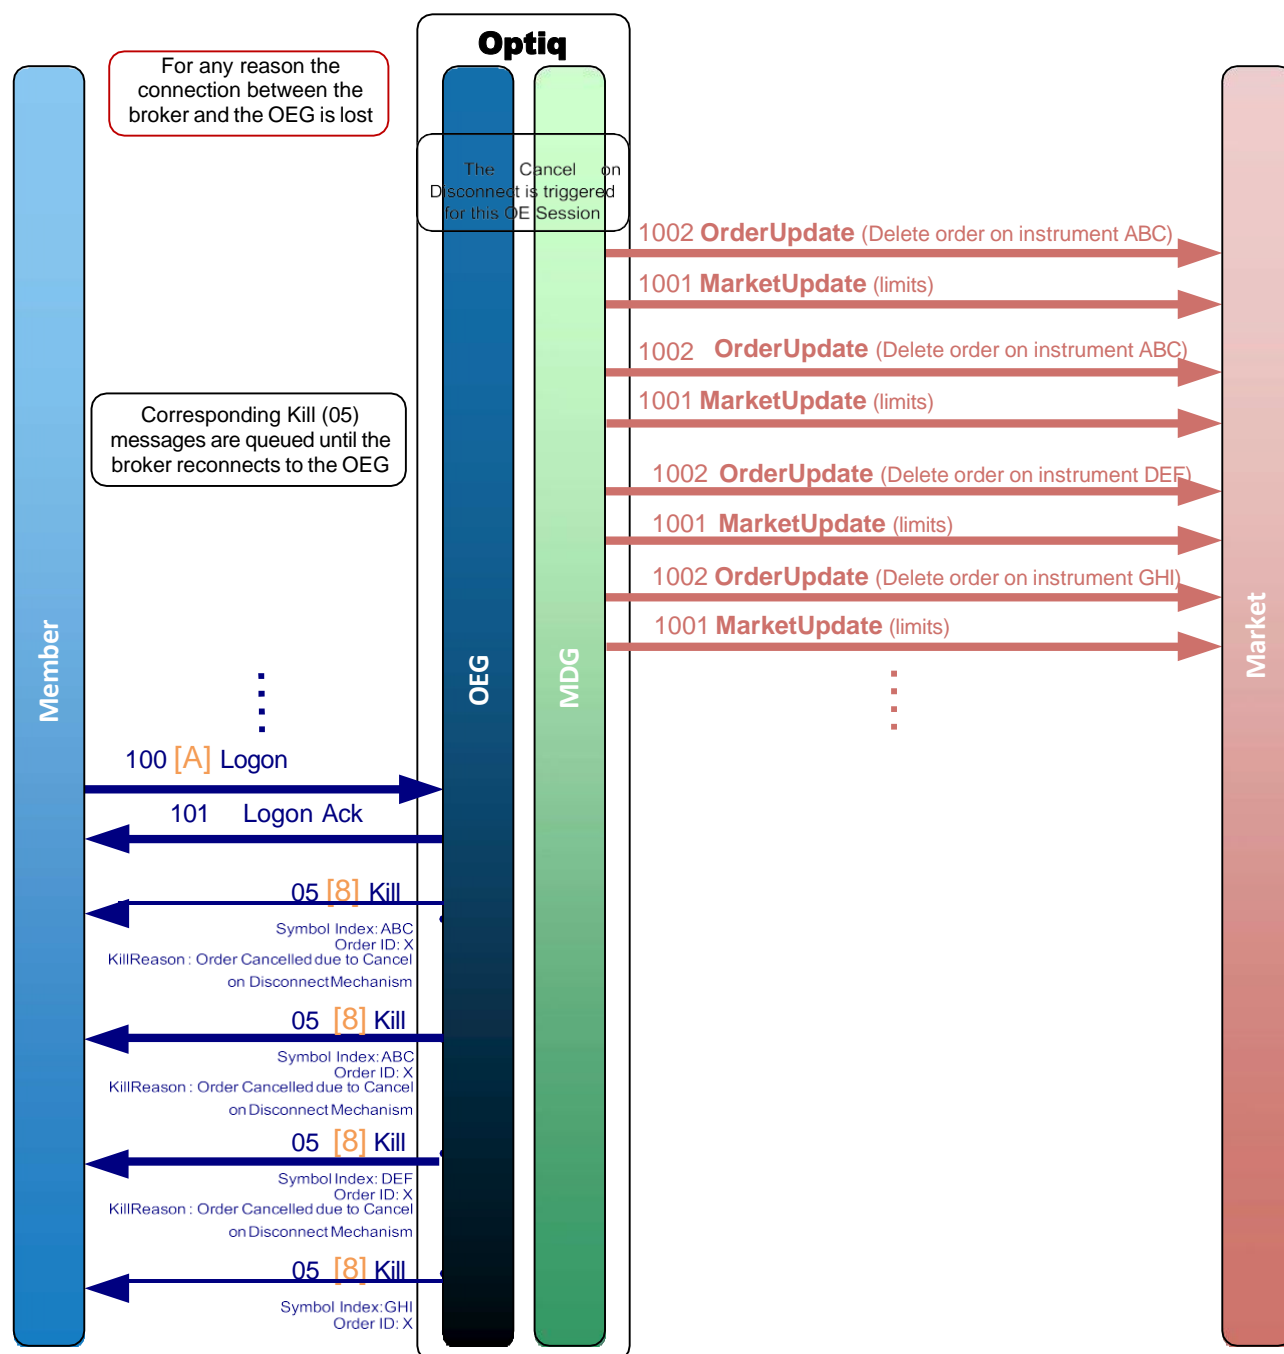 Optiq
For any reason the
connection between the
broker and the OEG is lost
The Cancel on
Disconnect is triggered
for this OE Session
1002 OrderUpdate (Delete order on instrument ABC)
1001 MarketUpdate (limits)
1002 OrderUpdate (Delete order on instrument ABC)
1001 MarketUpdate (limits)
Corresponding Kill (05)
messages are queued until the
broker reconnects to the OEG
1002 OrderUpdate (Delete order on instrument DEF)
1001 MarketUpdate (limits)
1002 OrderUpdate (Delete order on instrument GHI)
1001 MarketUpdate (limits)
Member
OEG
MDG
Market
100 [A] Logon
101 Logon Ack
05 [8] Kill
Symbol Index: ABC
Order ID: X
KillReason : Order Cancelled due to Cancel
on Disconnect Mechanism
05 [8] Kill
Symbol Index: ABC
Order ID: X
KillReason : Order Cancelled due to Cancel
on Disconnect Mechanism
05 [8] Kill
Symbol Index: DEF
Order ID: X
KillReason : Order Cancelled due to Cancel
on Disconnect Mechanism
05 [8] Kill
Symbol Index: GHI
Order ID: X